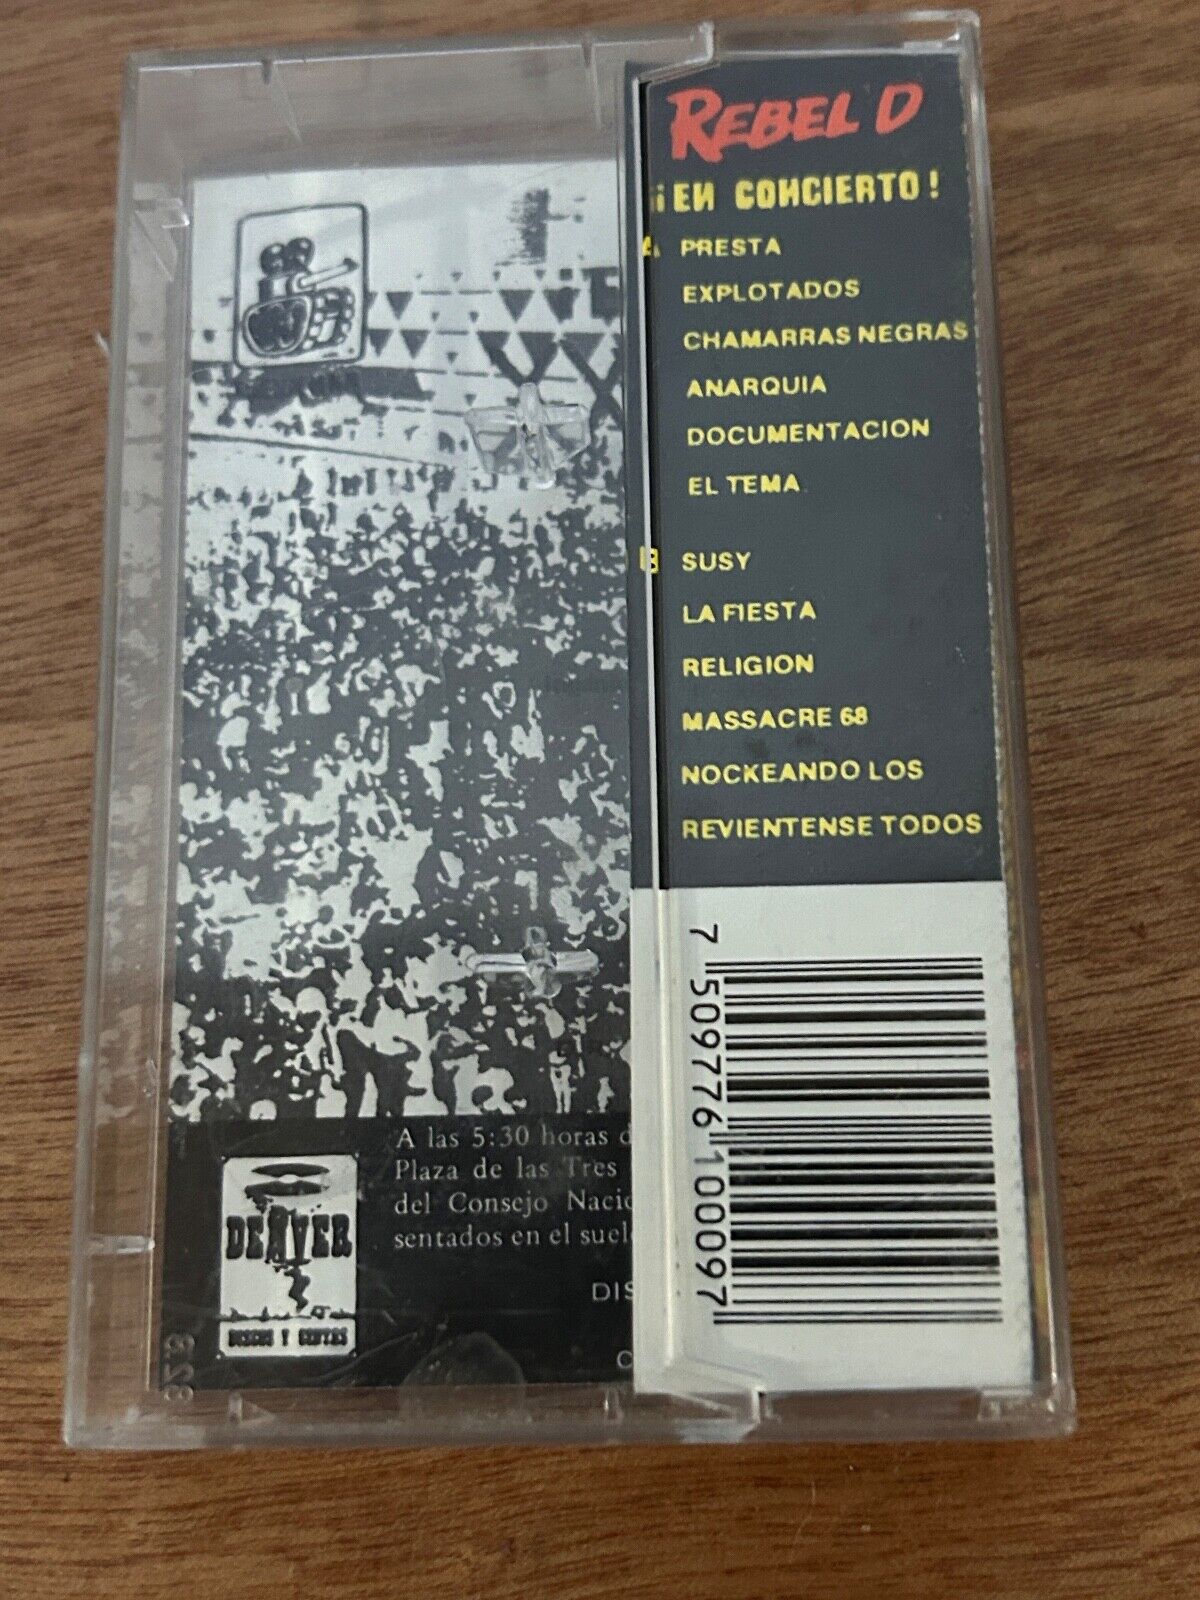 REBEL D
¡¡EN CONCIERTO!
A PRESTA
EXPLOTADOS
CHAMARRAS NEGRAS
ANARQUIA
DOCUMENTACION
EL TEMA
B SUSY
LA FIESTA
RELIGION
MASSACRE 68
NOCKEANDO LOS
REVIENTENSE TODOS
7 509776 100097
A las 5:30 horas d
Plaza de las Tres
del Consejo Nacio
sentados en el suel
DIS
C
DENVER
DISCOS Y CINTAS